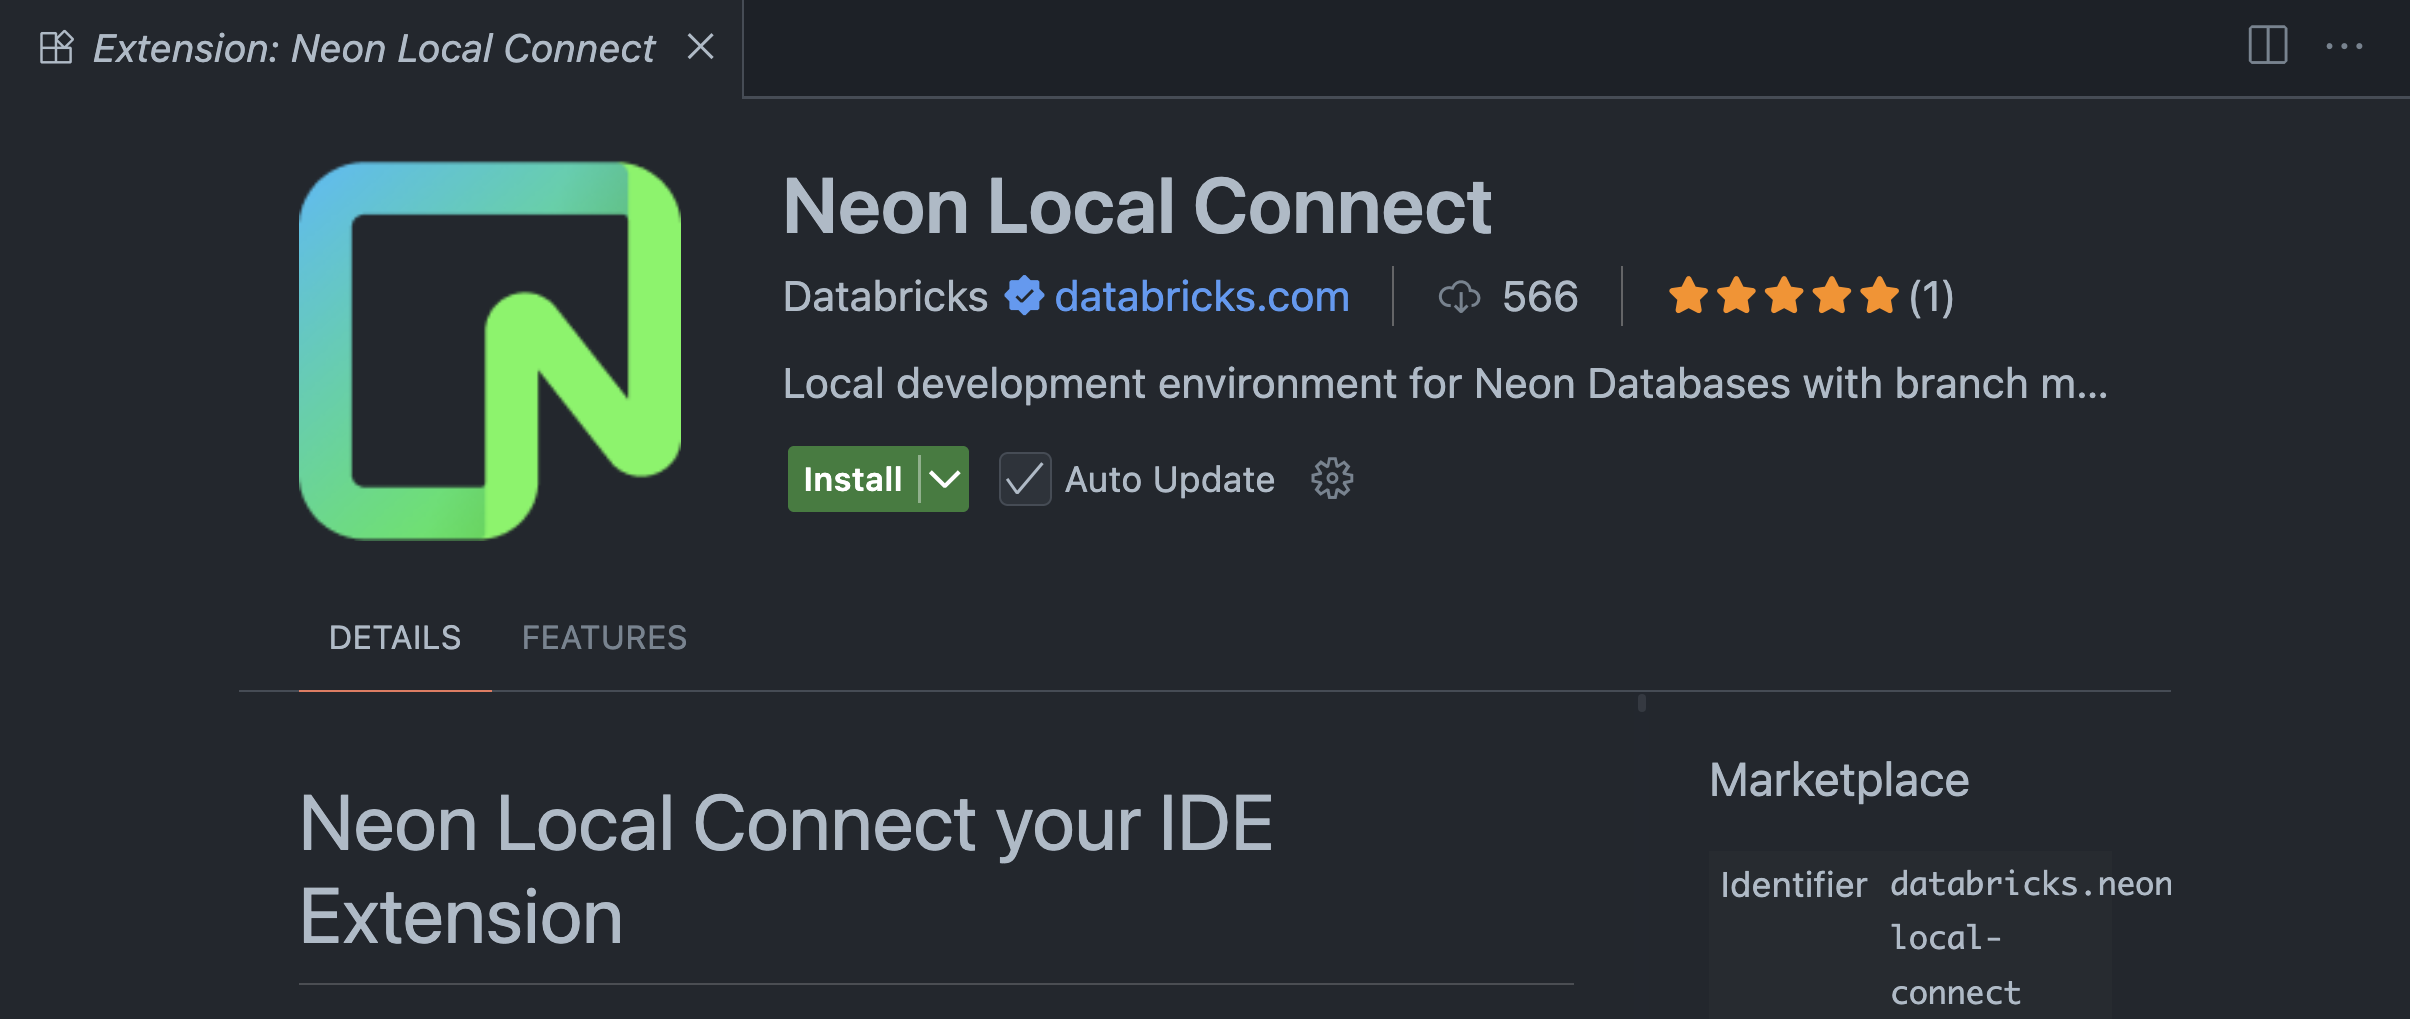 Extension: Neon Local Connect
Neon Local Connect
Databricks databricks.com 566 (1)
Local development environment for Neon Databases with branch m...
Install Auto Update
DETAILS FEATURES
Neon Local Connect your IDE
Extension
Marketplace
Identifier databricks.neon
local-
connect